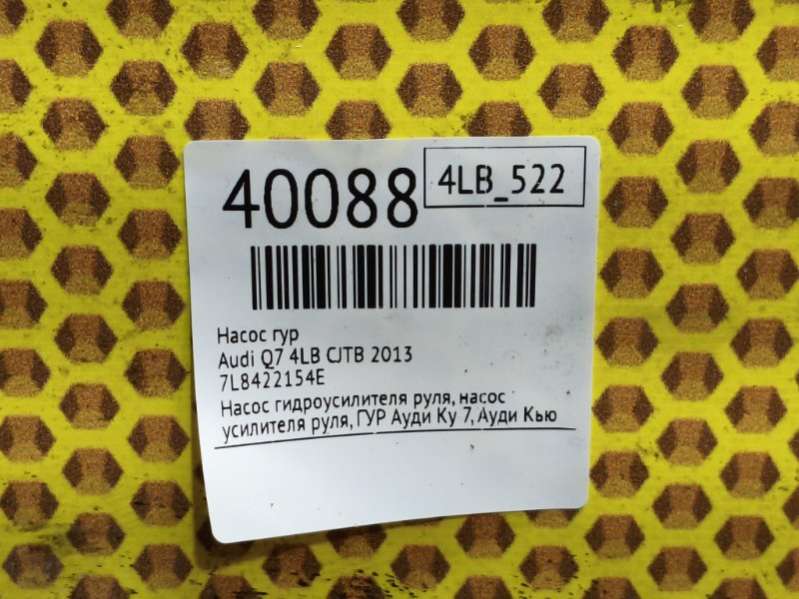 40088
4LB_522
Насос гур
Audi Q7 4LB CJTB 2013
7L8422154E
Насос гидроусилителя руля, насос
усилителя руля, ГУР Ауди Ку 7, Ауди Кью